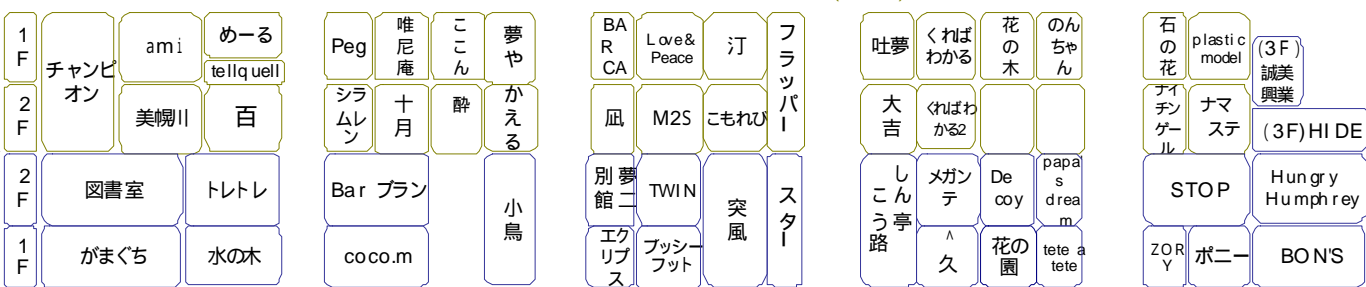 1F
チャンピオン
ami
めーる
tellquell
2F
美幌川
百
2F
図書室
トレトレ
1F
がまぐち
水の木
Peg
唯尼庵
ここん
夢や
シラムレン
十月
酔
かえる
Bar プラン
小鳥
coco.m
BARCA
Love&
Peace
汀
フラッパー
凪
M2S
こもれび
別館 夢二
TWIN
突風
スター
エクリプス
プッシーフット
吐夢
くれば
わかる
花の木
のんちゃん
大吉
くればわ
かる2
しん亭
こう路
メガンテ
De
coy
papa's dream
^
久
花の園
tete a
tete
石の花
plastic
model
(3F)
誠美
興業
ナイチンゲール
ナマステ
(3F)HIDE
STOP
Hungry
Humphrey
ZORY
ポニー
BON'S